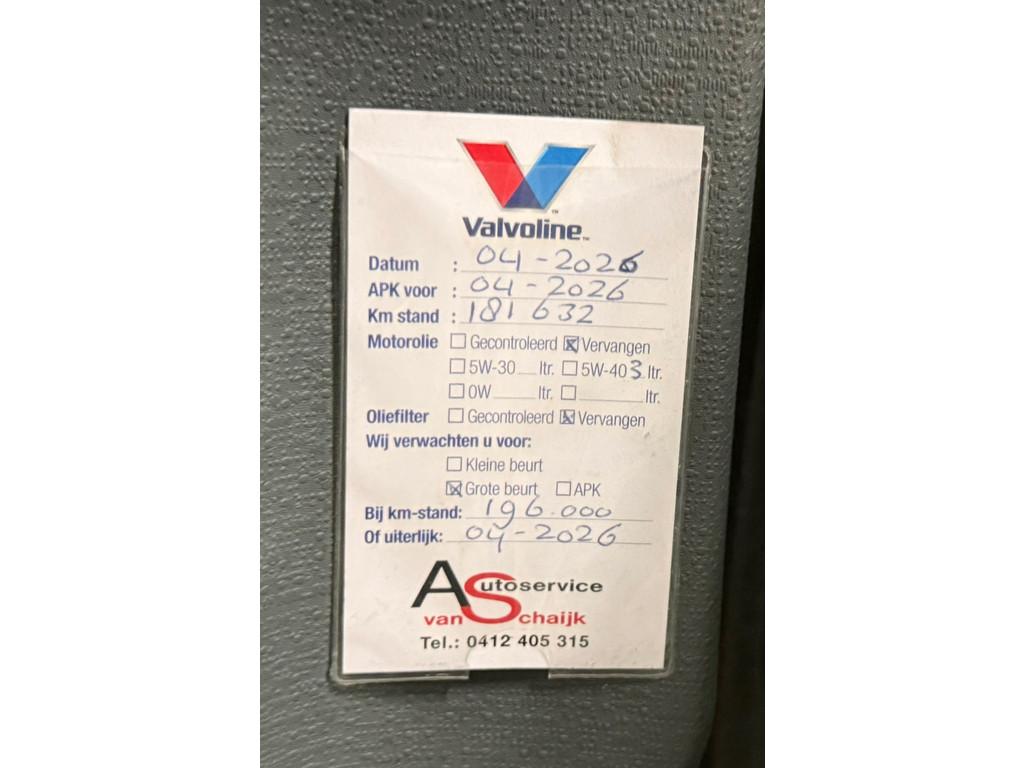 Valvoline™
Datum : 04-2026
APK voor : 04-2026
Km stand : 181 632
Motorolie ☐ Gecontroleerd ☒ Vervangen
☐ 5W-30 ltr. ☐ 5W-40 3 ltr.
☐ 0W ltr. ☐ ltr.
Oliefilter ☐ Gecontroleerd ☒ Vervangen
Wij verwachten u voor:
☐ Kleine beurt
☒ Grote beurt ☐ APK
Bij km-stand: 196.000
Of uiterlijk: 04-2026
Autoservice
van Schaijk
Tel.: 0412 405 315